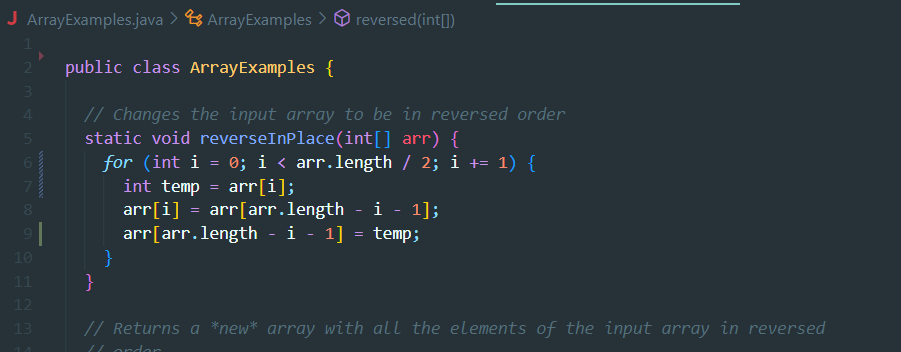 J ArrayExamples.java > ArrayExamples > reversed(int[])
1
2 public class ArrayExamples {
3
4 // Changes the input array to be in reversed order
5 static void reverseInPlace(int[] arr) {
6 for (int i = 0; i < arr.length / 2; i += 1) {
7 int temp = arr[i];
8 arr[i] = arr[arr.length - i - 1];
9 arr[arr.length - i - 1] = temp;
10 }
11 }
12
13 // Returns a *new* array with all the elements of the input array in reversed
14 // order